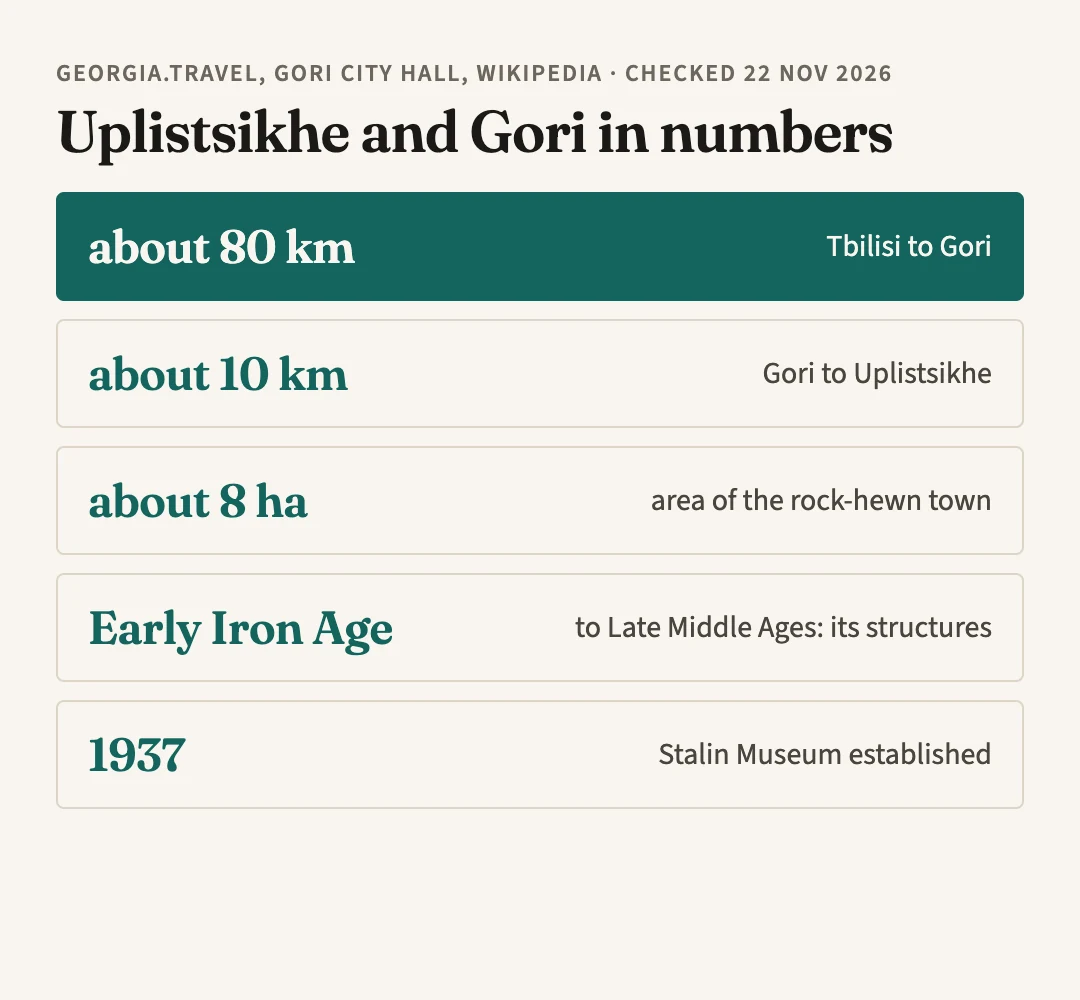 GEORGIA.TRAVEL, GORI CITY HALL, WIKIPEDIA · CHECKED 22 NOV 2026
Uplistsikhe and Gori in numbers
about 80 km
Tbilisi to Gori
about 10 km
Gori to Uplistsikhe
about 8 ha
area of the rock-hewn town
Early Iron Age
to Late Middle Ages: its structures
1937
Stalin Museum established